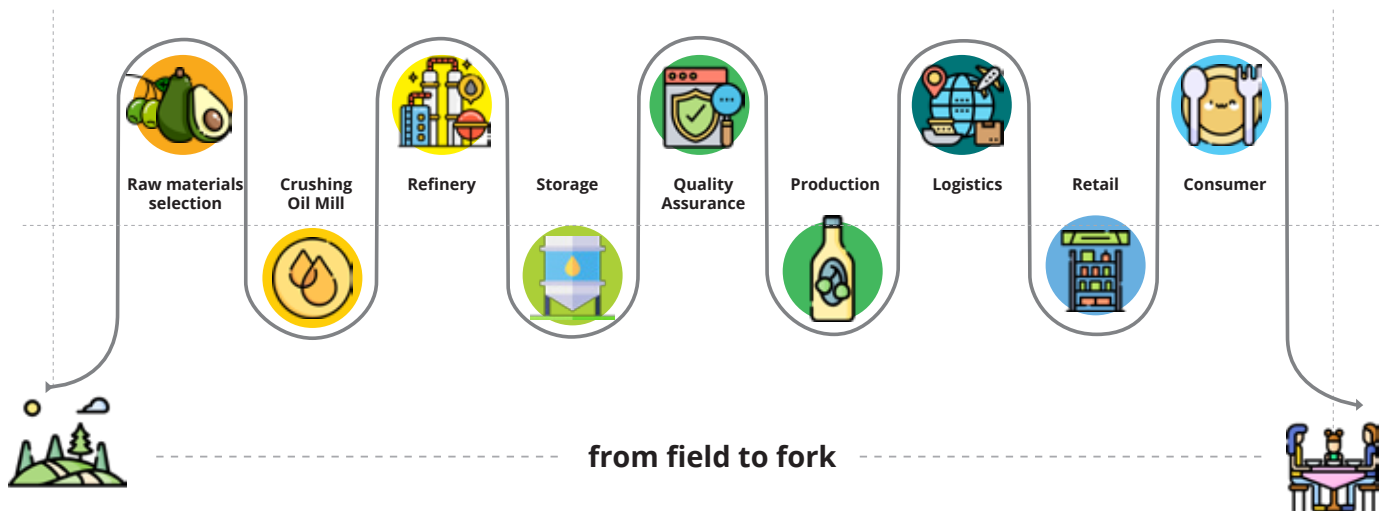 Raw materials
selection
Crushing
Oil Mill
Refinery
Storage
Quality
Assurance
Production
Logistics
Retail
Consumer
from field to fork